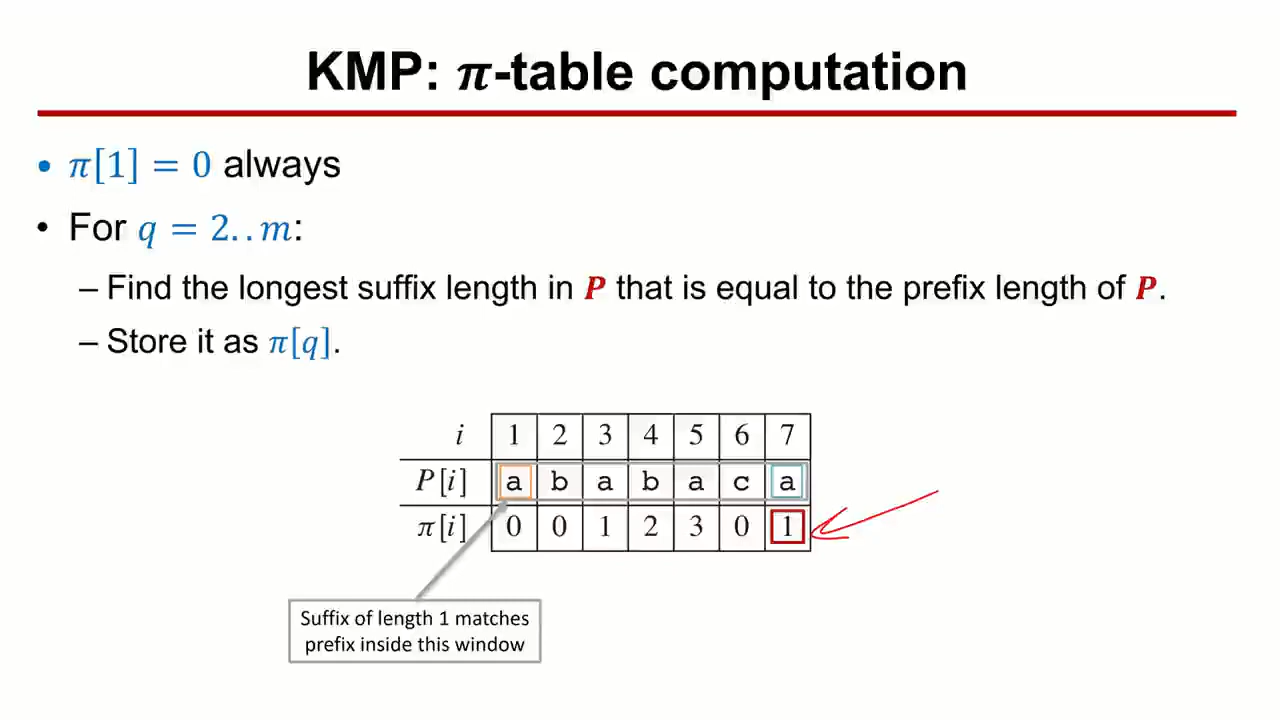 KMP: π-table computation
• π[1] = 0 always
• For q = 2..m:
– Find the longest suffix length in P that is equal to the prefix length of P.
– Store it as π[q].
i 1 2 3 4 5 6 7
P[i] a b a b a c a
π[i] 0 0 1 2 3 0 1
Suffix of length 1 matches
prefix inside this window